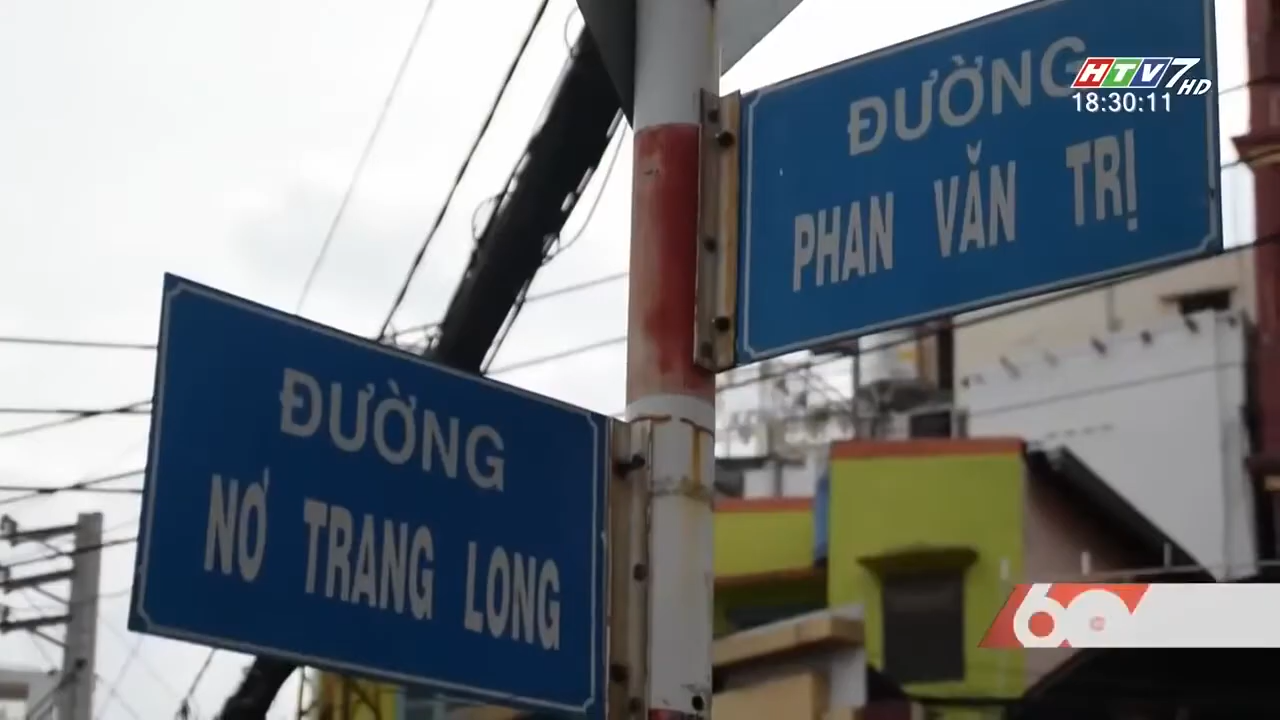 HTV7 HD
18:30:11
ĐƯỜNG
PHAN VĂN TRỊ
ĐƯỜNG
NƠ TRANG LONG
60